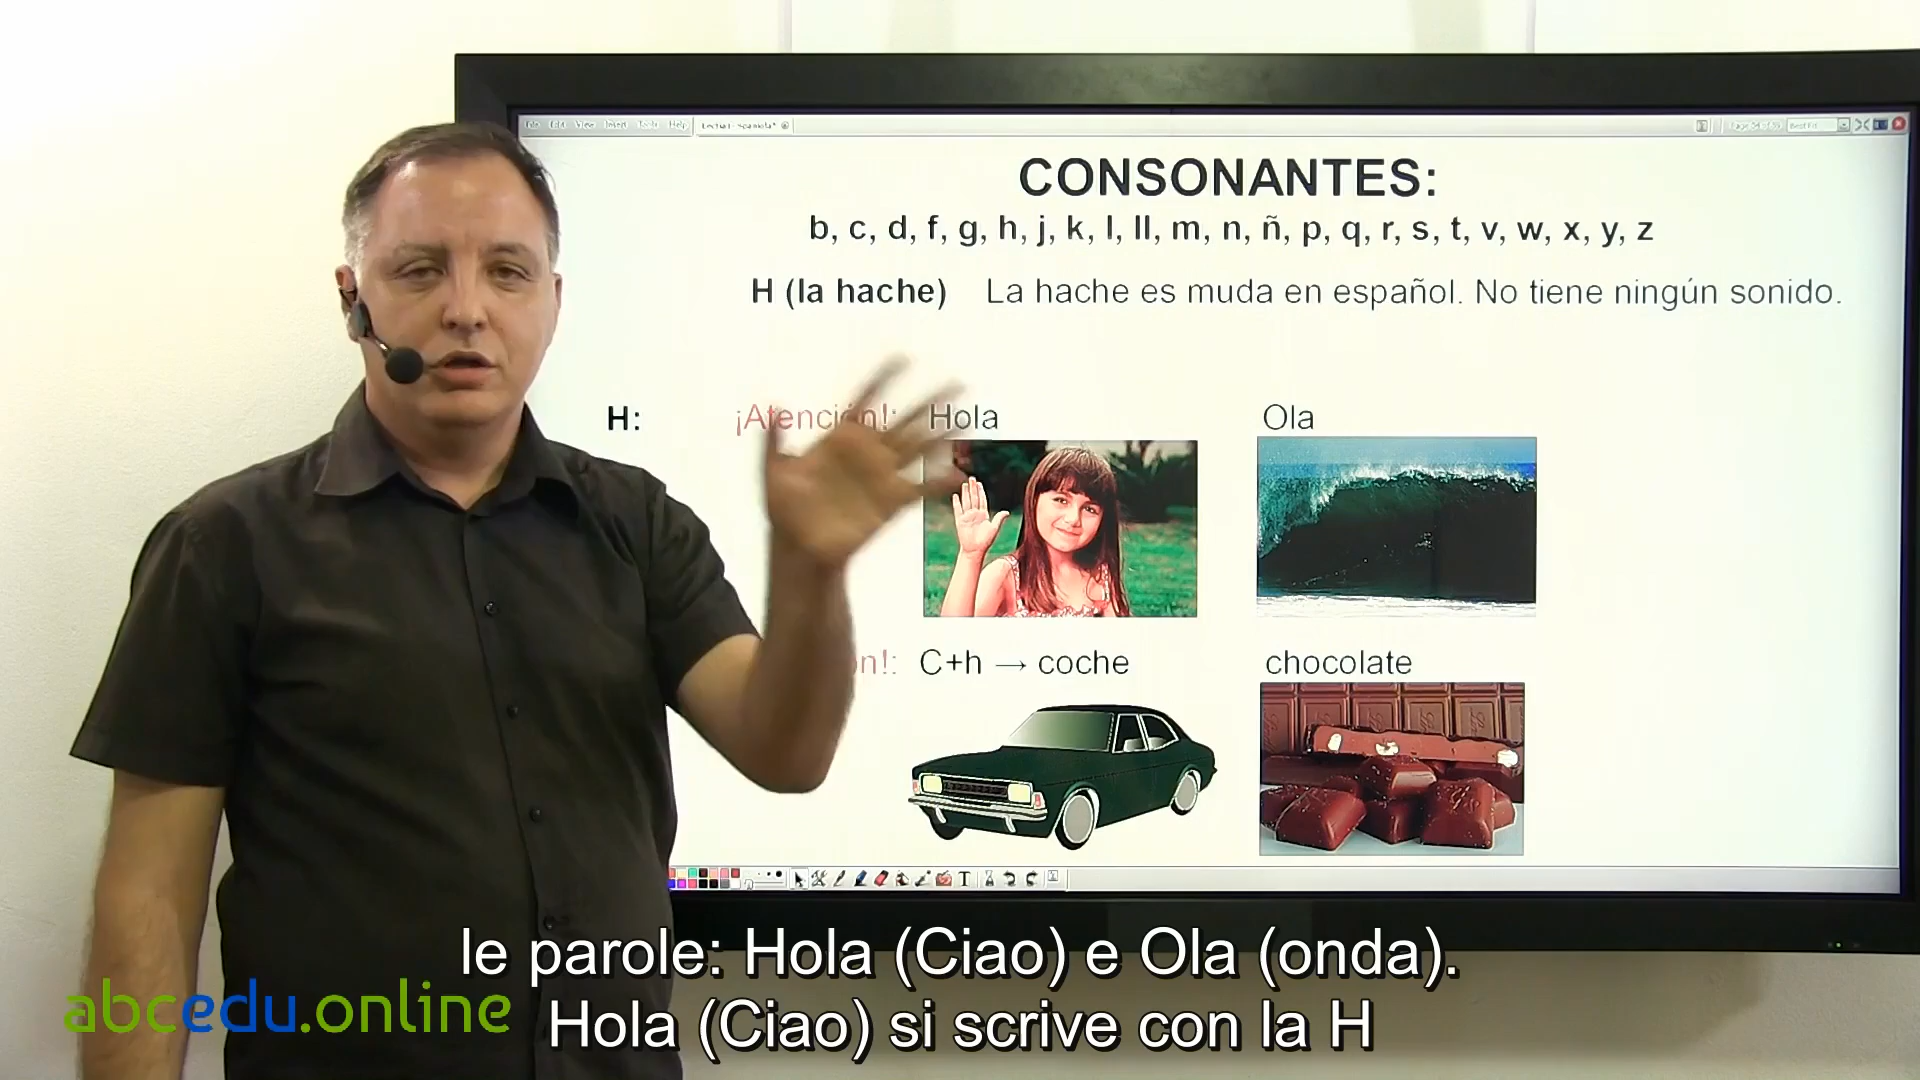 CONSONANTES:
b, c, d, f, g, h, j, k, l, ll, m, n, ñ, p, q, r, s, t, v, w, x, y, z
H (la hache) La hache es muda en español. No tiene ningún sonido.
H: ¡Atención!: Hola Ola
n!: C+h → coche chocolate
le parole: Hola (Ciao) e Ola (onda).
abcedu.online
Hola (Ciao) si scrive con la H